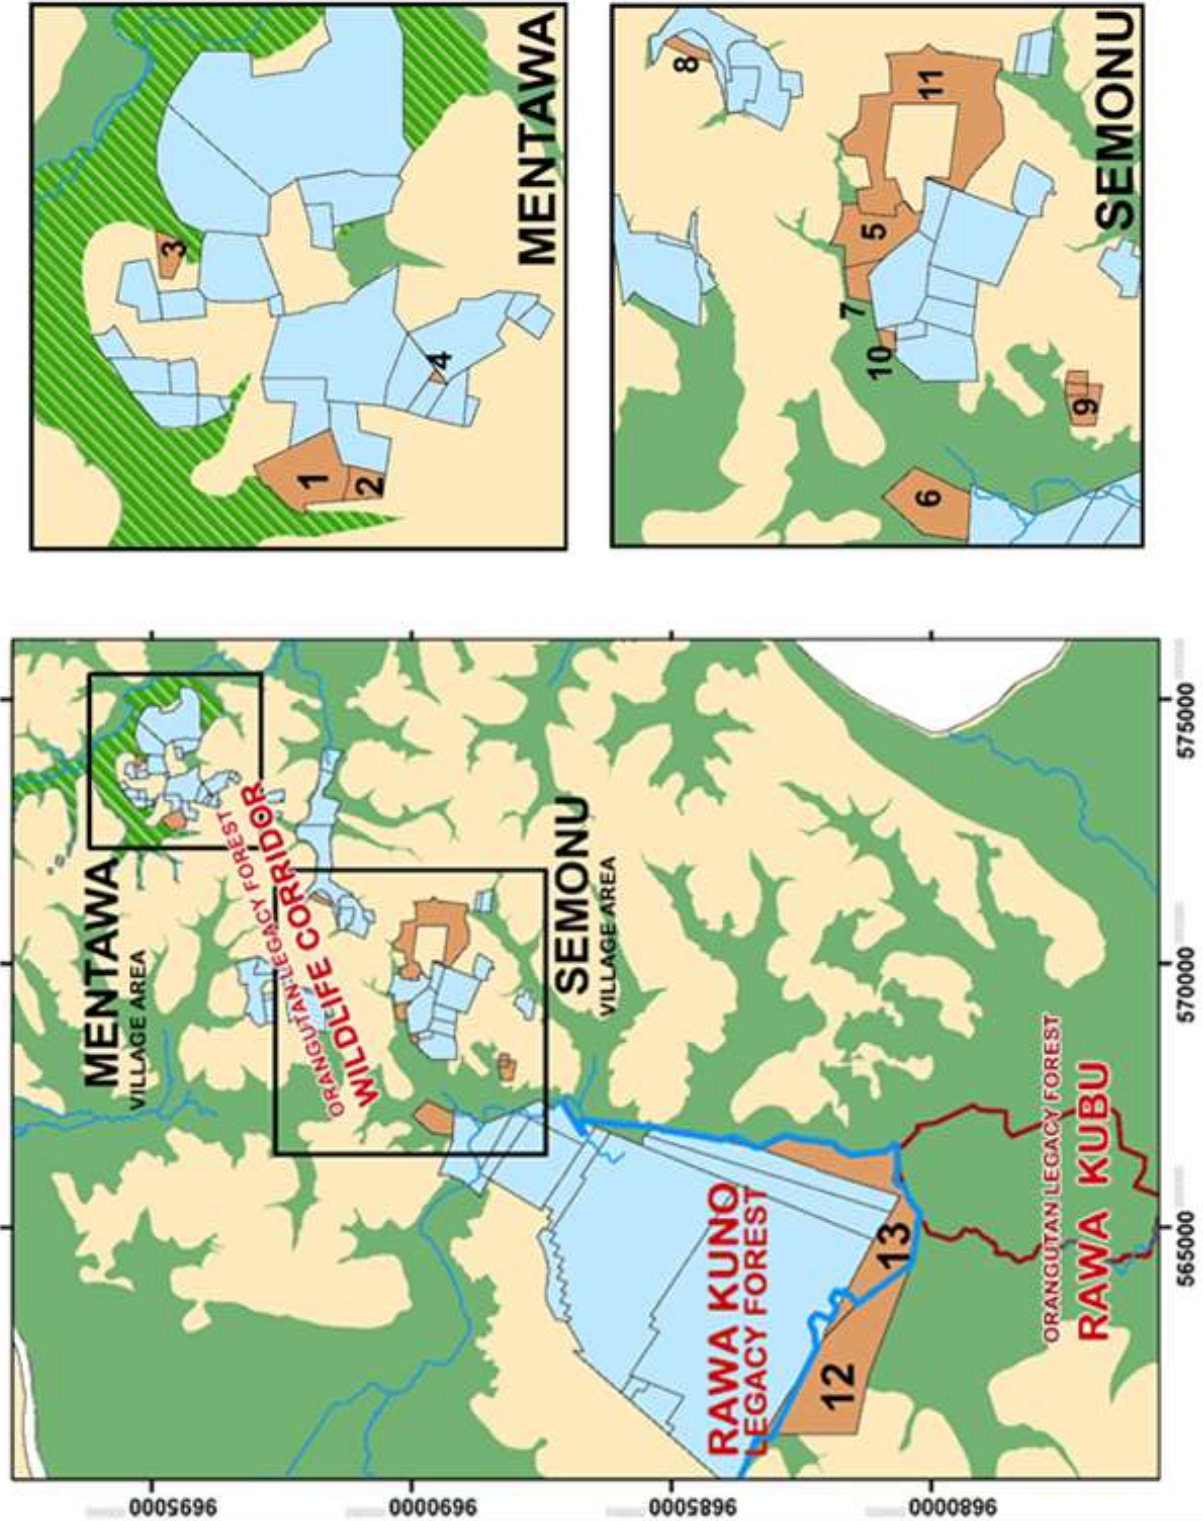 MENTAWA
VILLAGE AREA
ORANGUTAN LEGACY FOREST
WILDLIFE CORRIDOR
SEMONU
VILLAGE AREA
RAWA KUNO
LEGACY FOREST
12
13
ORANGUTAN LEGACY FOREST
RAWA KUBU
9695000
9690000
9685000
9680000
565000
570000
575000
1
2
3
4
MENTAWA
8
11
5
7
10
9
6
SEMONU